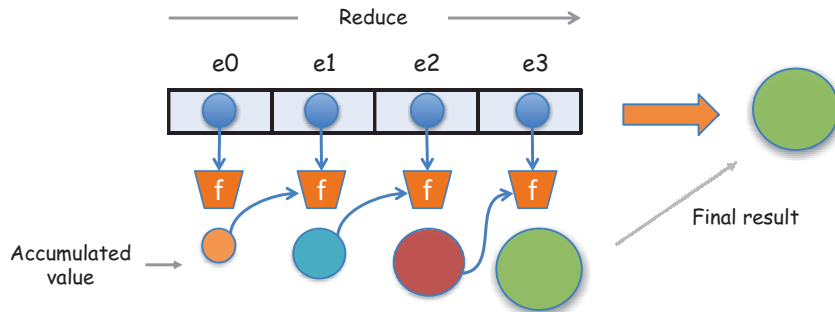 Reduce
e0 e1 e2 e3
f f f f
Final result
Accumulated
value